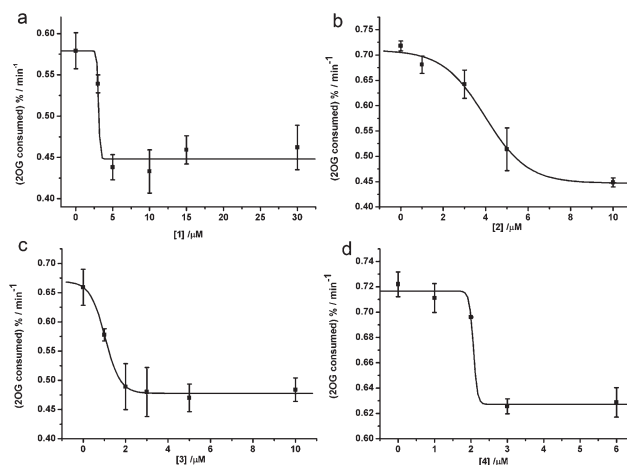 a
(2OG consumed) % / min⁻¹
0.60
0.55
0.50
0.45
0.40
0 5 10 15 20 25 30
[1] /µM
b
(2OG consumed) % / min⁻¹
0.75
0.70
0.65
0.60
0.55
0.50
0.45
0.40
0 2 4 6 8 10
[2] /µM
c
(2OG consumed) % / min⁻¹
0.70
0.65
0.60
0.55
0.50
0.45
0.40
0 2 4 6 8 10
[3] /µM
d
(2OG consumed) % / min⁻¹
0.74
0.72
0.70
0.68
0.66
0.64
0.62
0.60
0 1 2 3 4 5 6
[4] /µM